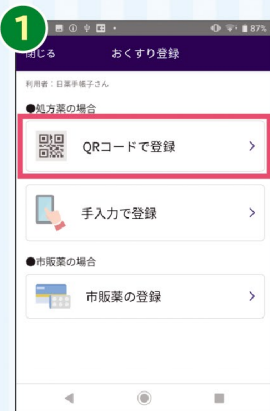 1
87%
閉じる おくすり登録
利用者:日薬手帳子さん
●処方薬の場合
QRコードで登録
手入力で登録
●市販薬の場合
市販薬の登録